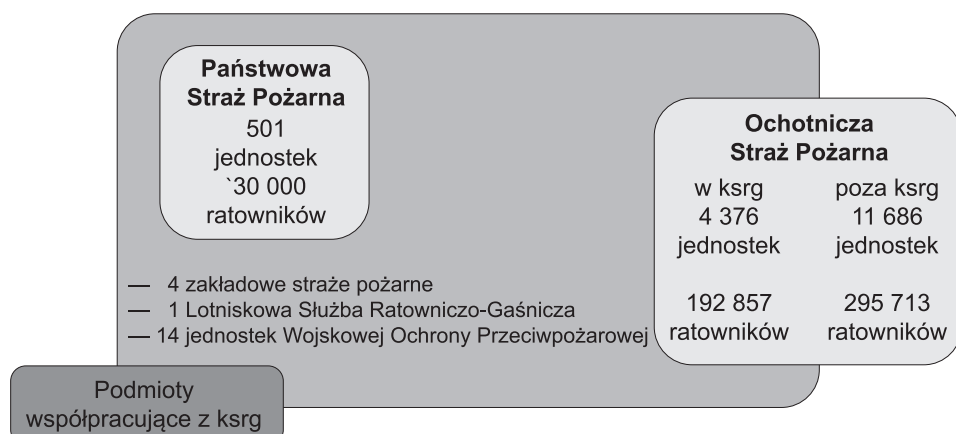 Państwowa
Straż Pożarna
501
jednostek
`30 000
ratowników
Ochotnicza
Straż Pożarna
w ksrg poza ksrg
4 376 11 686
jednostek jednostek
192 857 295 713
ratowników ratowników
— 4 zakładowe straże pożarne
— 1 Lotniskowa Służba Ratowniczo-Gaśnicza
— 14 jednostek Wojskowej Ochrony Przeciwpożarowej
Podmioty
współpracujące z ksrg